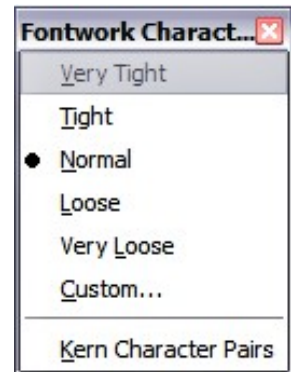 Fontwork Charact...
Very Tight
Tight
Normal
Loose
Very Loose
Custom...
Kern Character Pairs